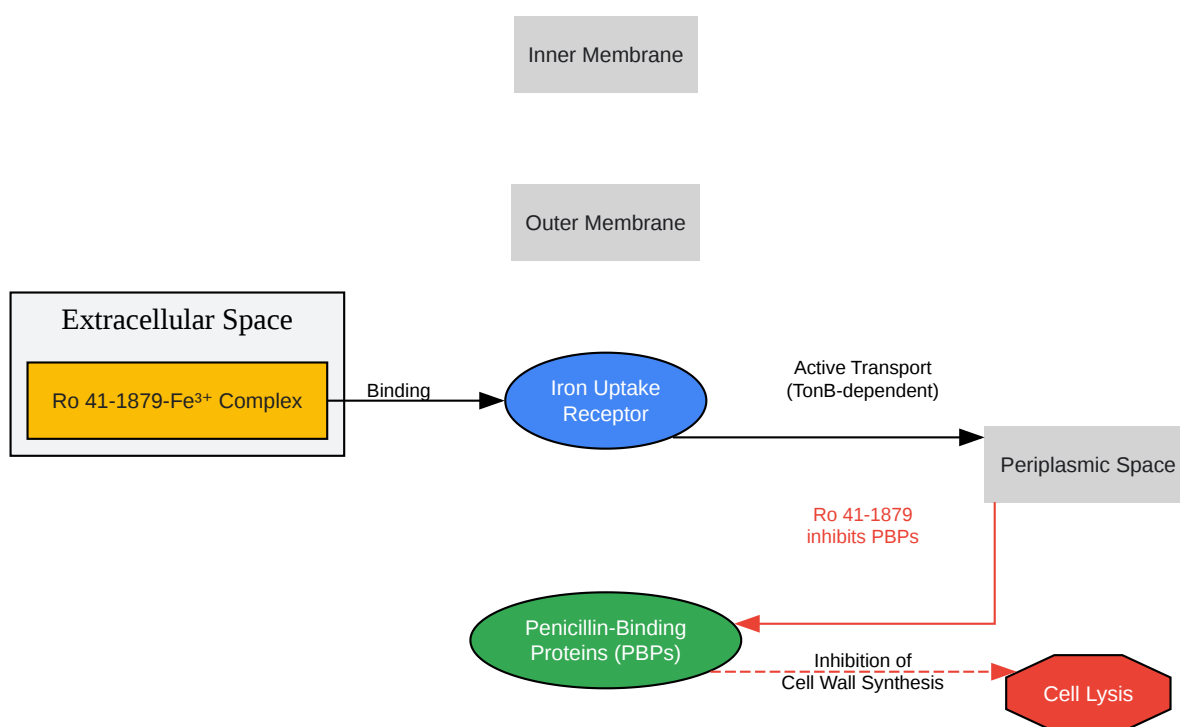 Inner Membrane
Outer Membrane
Extracellular Space
Ro 41-1879-Fe³⁺ Complex
Binding
Iron Uptake
Receptor
Active Transport
(TonB-dependent)
Periplasmic Space
Ro 41-1879
inhibits PBPs
Penicillin-Binding
Proteins (PBPs)
Inhibition of
Cell Wall Synthesis
Cell Lysis